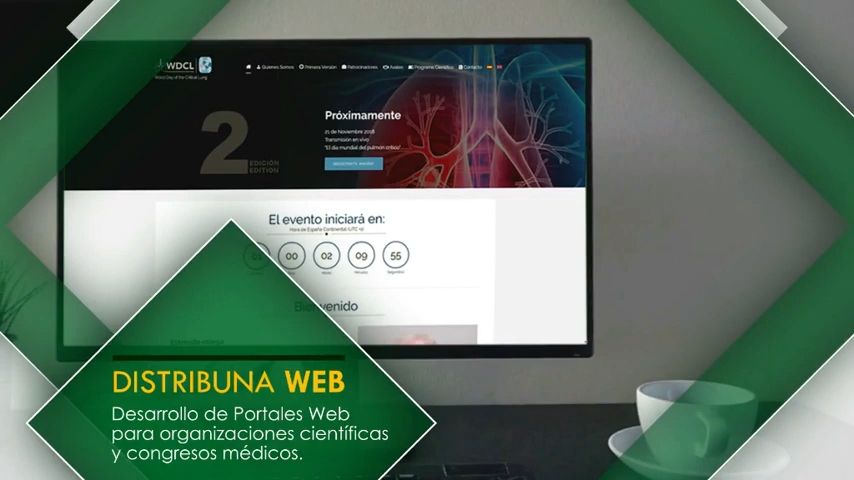 WDCL
World Day of the Critical Lung
Quienes Somos Primera Versión Patrocinadores Avales Programa Científico Contacto
2
EDICIÓN
EDITION
Próximamente
21 de Noviembre 2018
Transmisión en vivo
"El día mundial del pulmón crítico"
El evento iniciará en:
Hora de España Continental (UTC +1)
01 00 02 09 55
Minutos Segundos
Bienvenido
DISTRIBUNA WEB
Desarrollo de Portales Web
para organizaciones científicas
y congresos médicos.